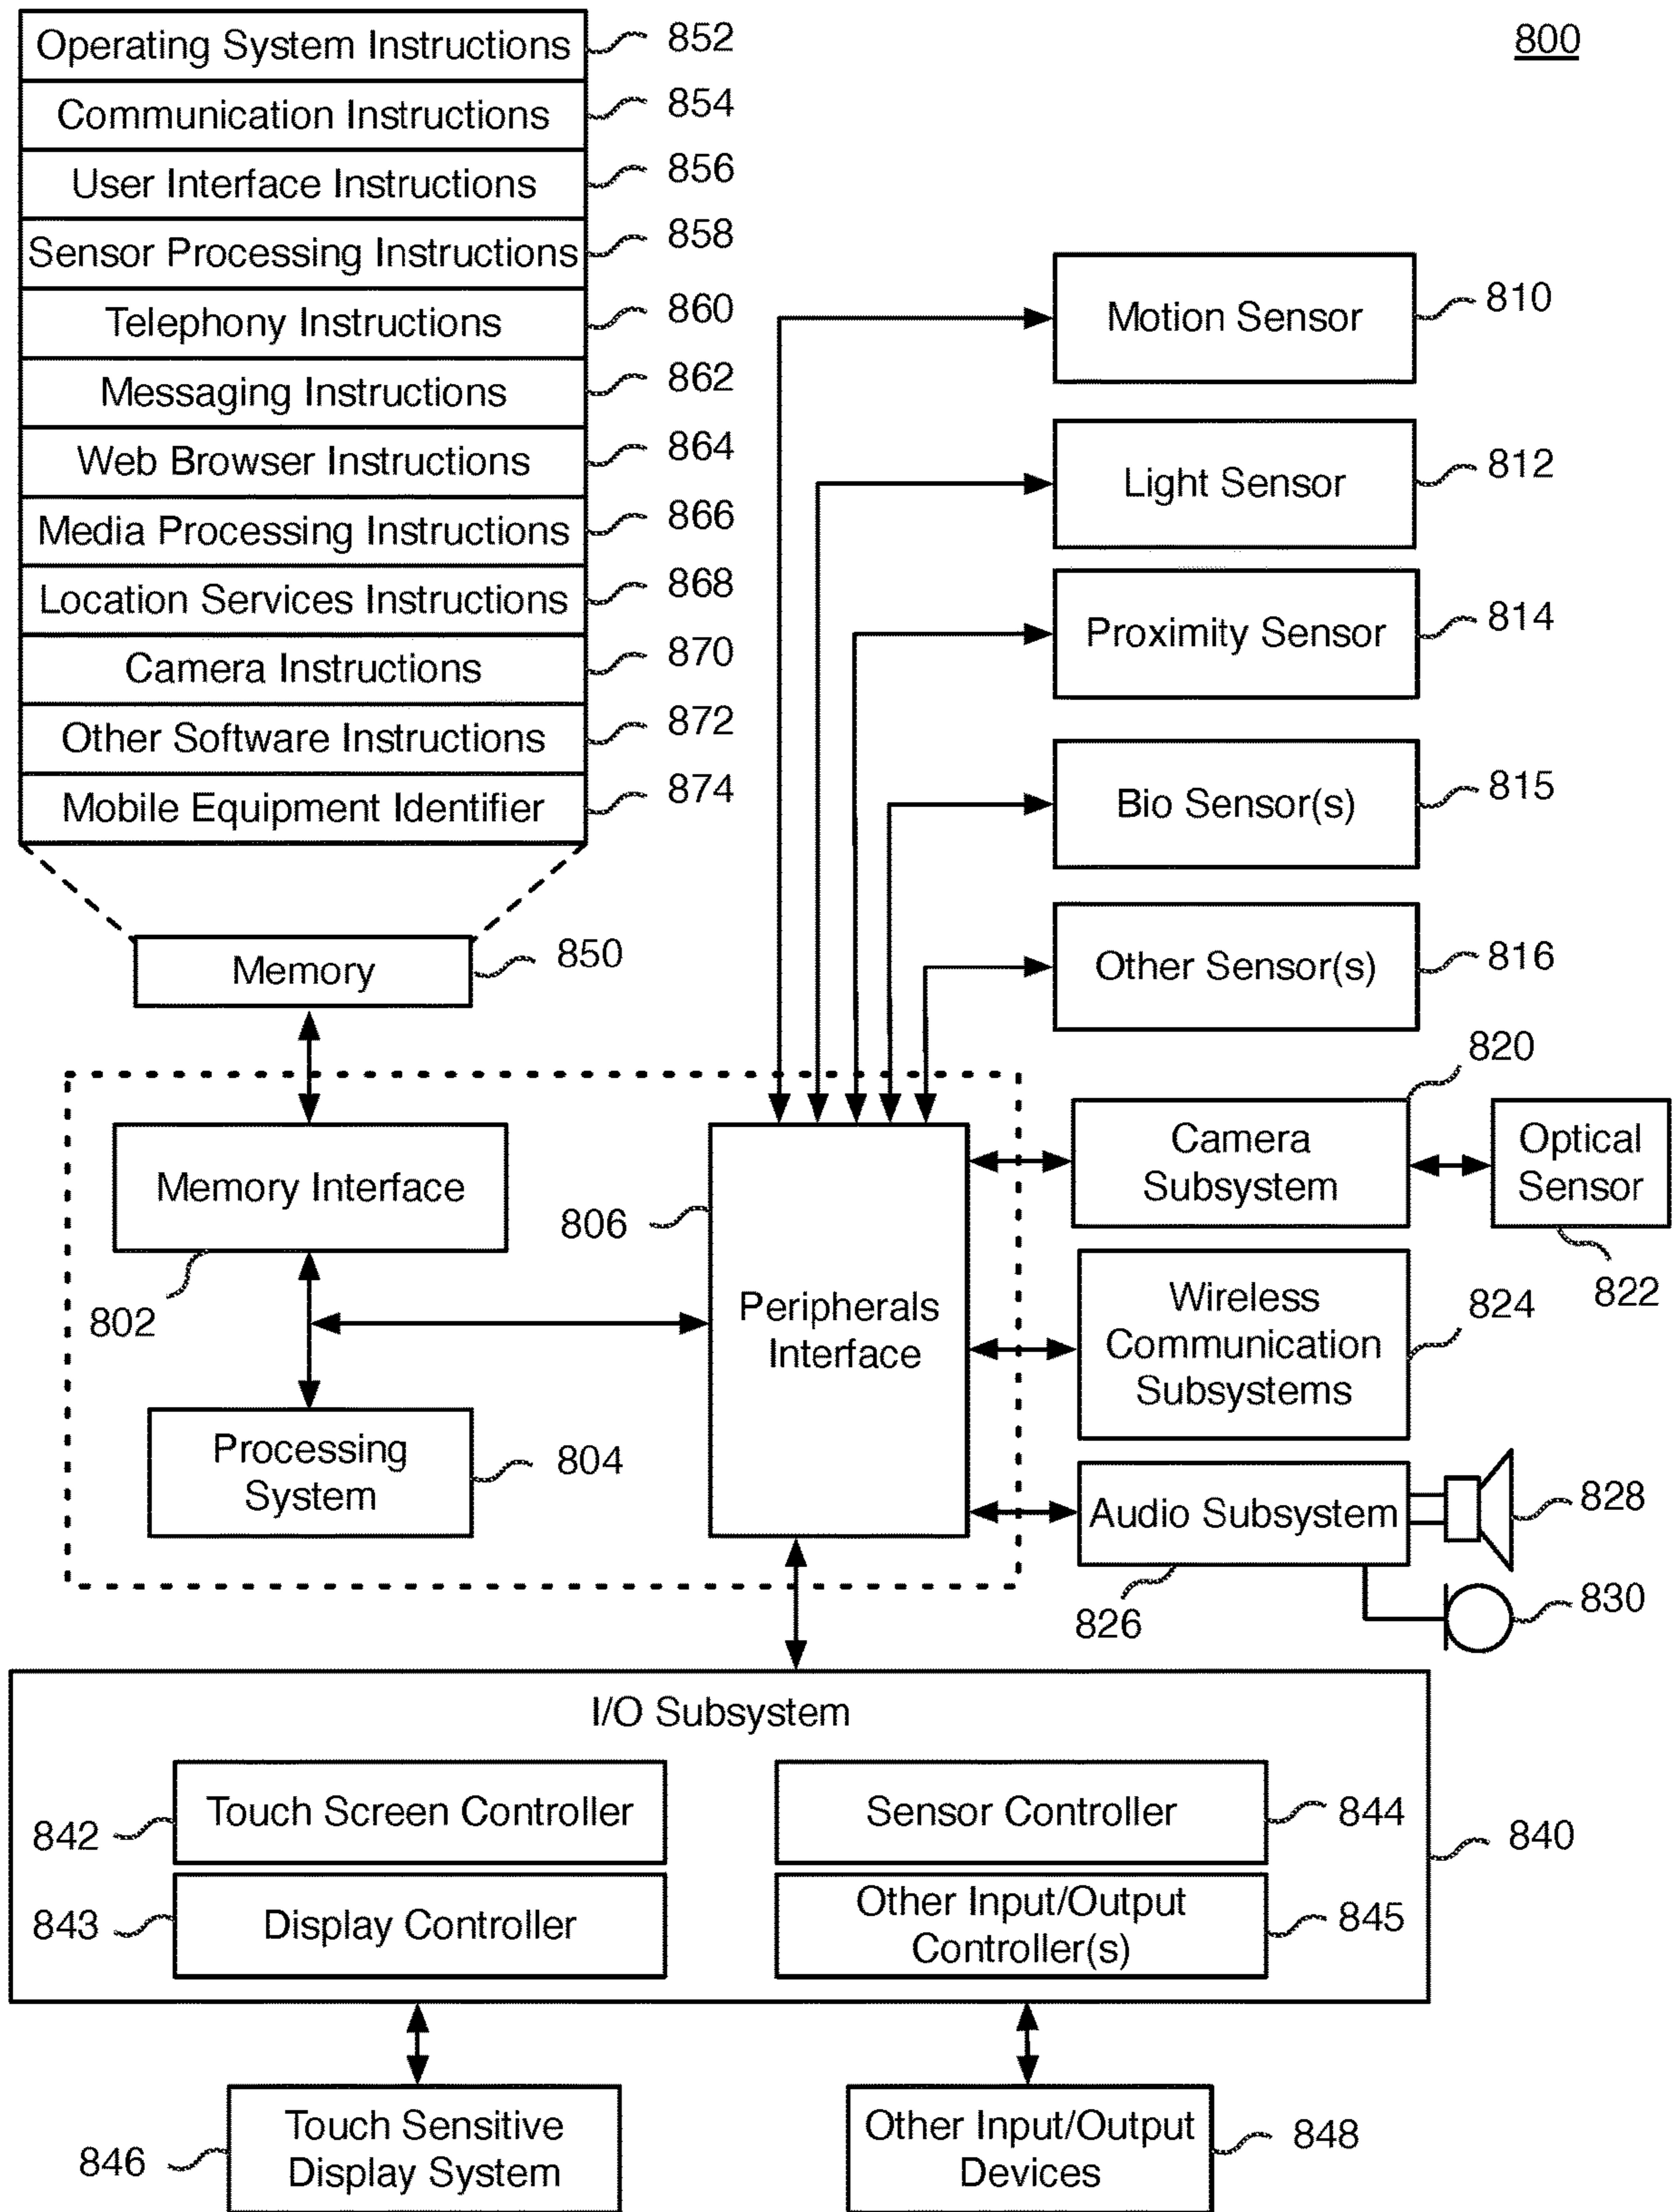 800
Operating System Instructions 852
Communication Instructions 854
User Interface Instructions 856
Sensor Processing Instructions 858
Telephony Instructions 860
Messaging Instructions 862
Web Browser Instructions 864
Media Processing Instructions 866
Location Services Instructions 868
Camera Instructions 870
Other Software Instructions 872
Mobile Equipment Identifier 874
Memory 850
Motion Sensor 810
Light Sensor 812
Proximity Sensor 814
Bio Sensor(s) 815
Other Sensor(s) 816
Memory Interface
802
Processing
System
804
806
Peripherals
Interface
820
Camera
Subsystem
Optical
Sensor
822
Wireless
Communication
Subsystems
824
Audio Subsystem
826
828
830
I/O Subsystem
840
842 Touch Screen Controller
Sensor Controller 844
843 Display Controller
Other Input/Output
Controller(s)
845
Touch Sensitive
Display System
846
Other Input/Output
Devices
848